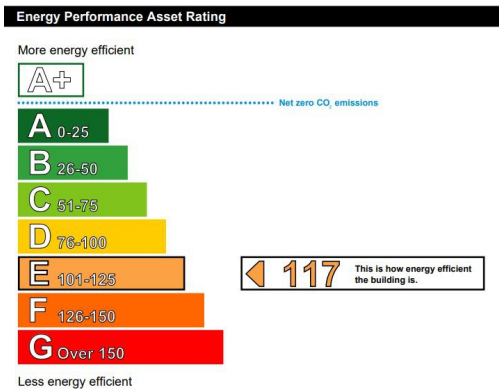 Energy Performance Asset Rating
More energy efficient
A+
Net zero CO₂ emissions
A 0-25
B 26-50
C 51-75
D 76-100
E 101-125
117 This is how energy efficient
the building is.
F 126-150
G Over 150
Less energy efficient